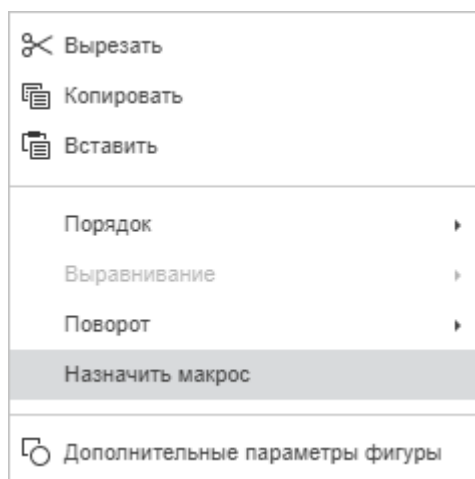 Вырезать
Копировать
Вставить
Порядок
Выравнивание
Поворот
Назначить макрос
Дополнительные параметры фигуры